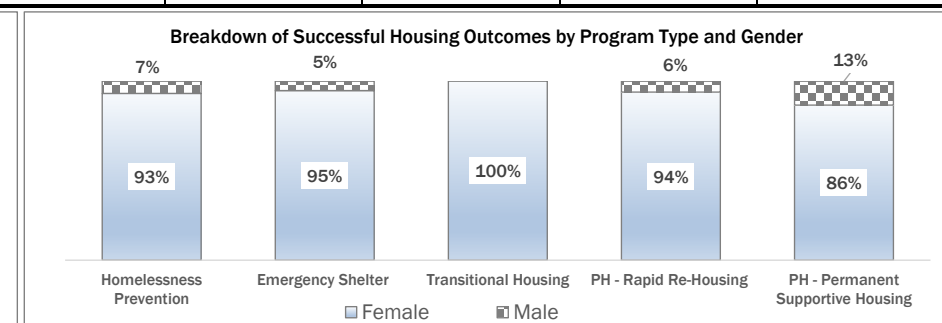 Breakdown of Successful Housing Outcomes by Program Type and Gender
7%
5%
6%
13%
93%
95%
100%
94%
86%
Homelessness
Prevention
Emergency Shelter
Transitional Housing
PH - Rapid Re-Housing
PH - Permanent
Supportive Housing
Female
Male